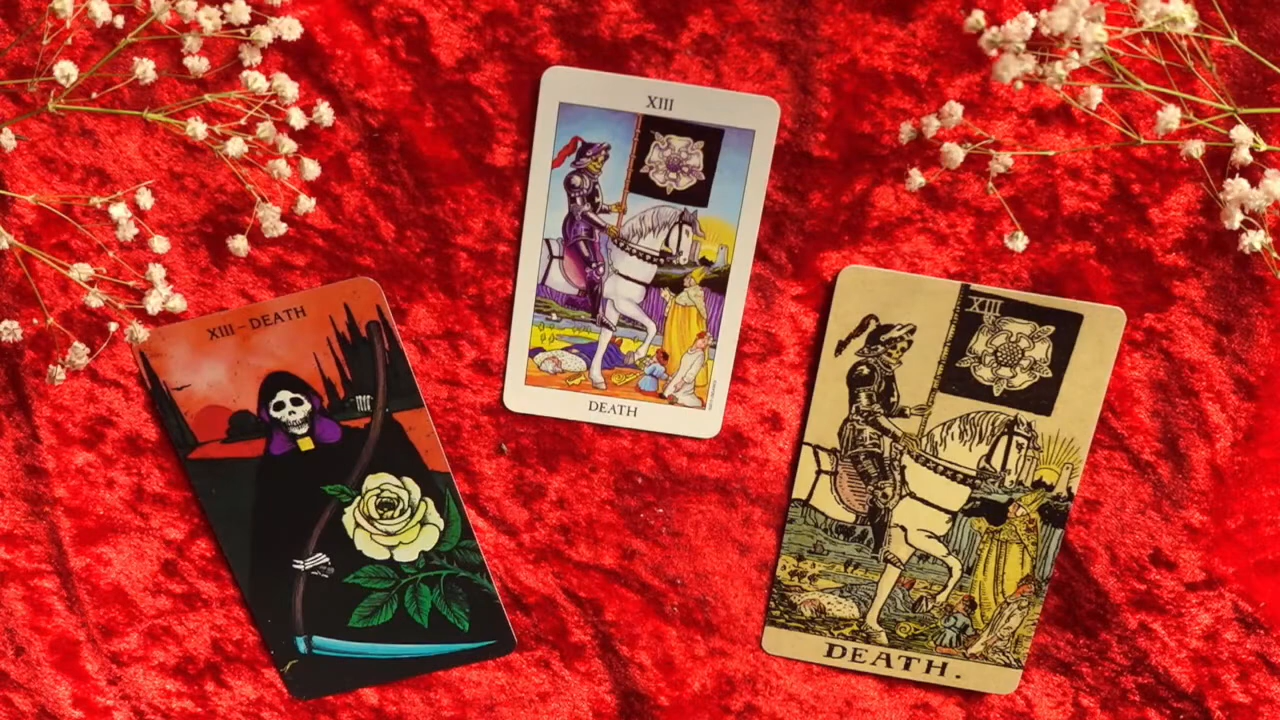 XIII
DEATH
XIII - DEATH
XIII
DEATH.